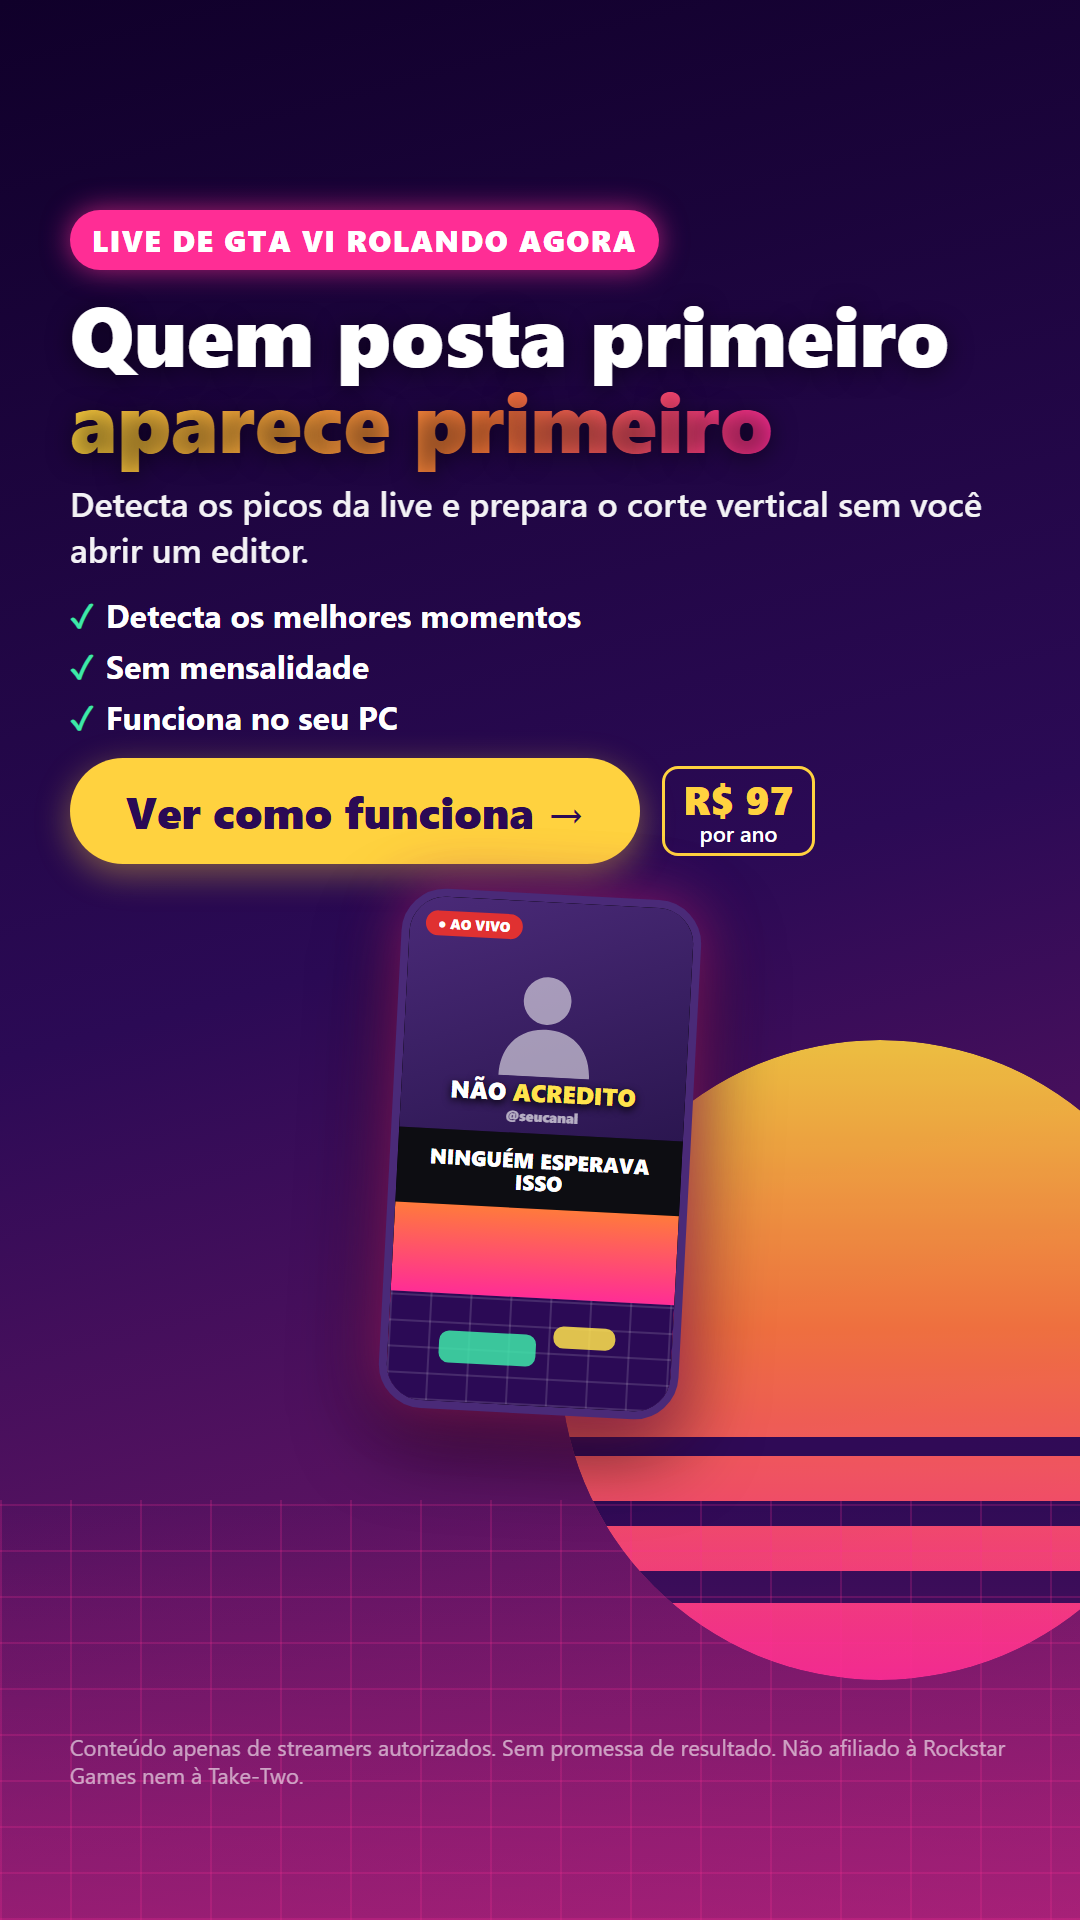 LIVE DE GTA VI ROLANDO AGORA
Quem posta primeiro
aparece primeiro
Detecta os picos da live e prepara o corte vertical sem você
abrir um editor.
✓ Detecta os melhores momentos
✓ Sem mensalidade
✓ Funciona no seu PC
Ver como funciona →
R$ 97
por ano
● AO VIVO
NÃO ACREDITO
@seucanal
NINGUÉM ESPERAVA
ISSO
Conteúdo apenas de streamers autorizados. Sem promessa de resultado. Não afiliado à Rockstar
Games nem à Take-Two.